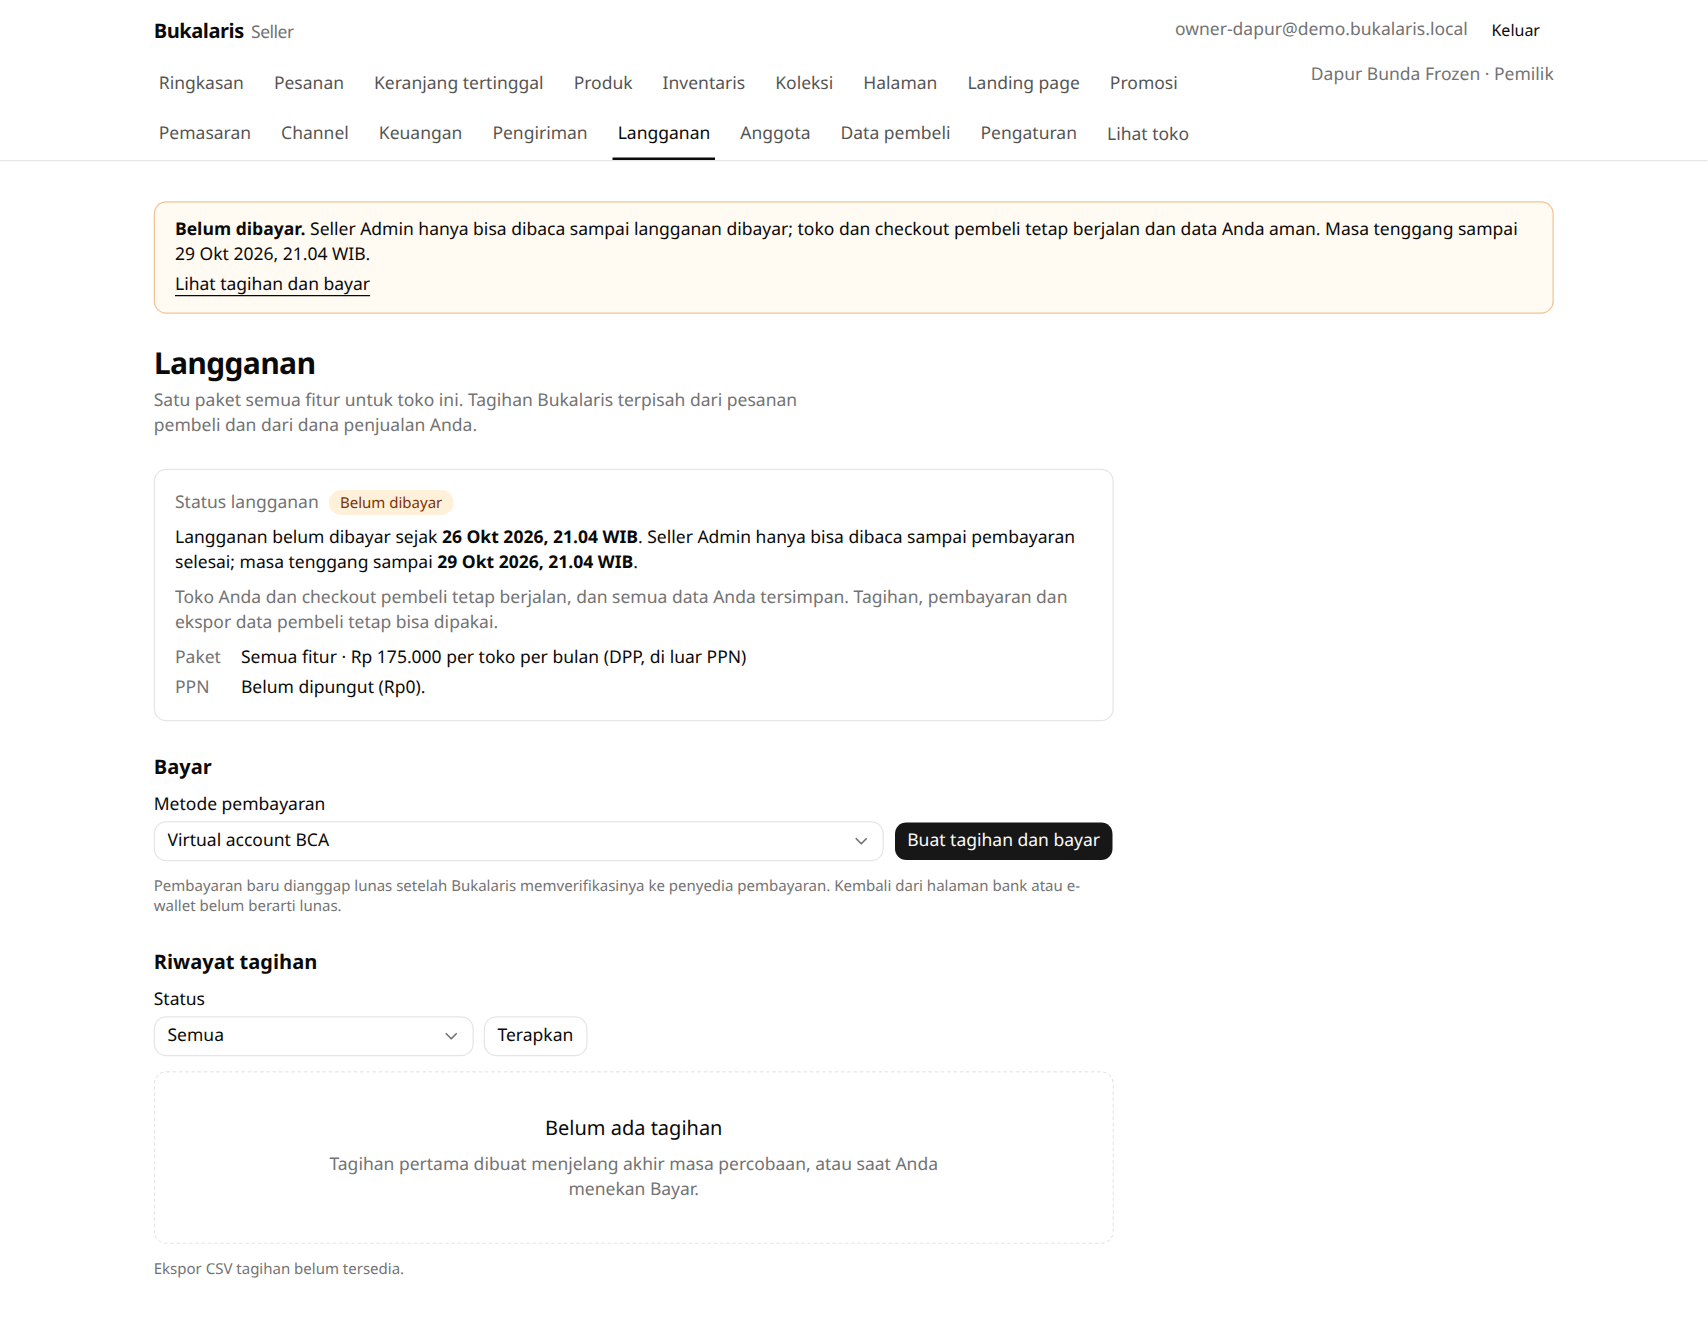 Bukalaris Seller
owner-dapur@demo.bukalaris.local Keluar
Ringkasan Pesanan Keranjang tertinggal Produk Inventaris Koleksi Halaman Landing page Promosi
Dapur Bunda Frozen · Pemilik
Pemasaran Channel Keuangan Pengiriman Langganan Anggota Data pembeli Pengaturan Lihat toko
Belum dibayar. Seller Admin hanya bisa dibaca sampai langganan dibayar; toko dan checkout pembeli tetap berjalan dan data Anda aman. Masa tenggang sampai
29 Okt 2026, 21.04 WIB.
Lihat tagihan dan bayar
Langganan
Satu paket semua fitur untuk toko ini. Tagihan Bukalaris terpisah dari pesanan
pembeli dan dari dana penjualan Anda.
Status langganan Belum dibayar
Langganan belum dibayar sejak 26 Okt 2026, 21.04 WIB. Seller Admin hanya bisa dibaca sampai pembayaran
selesai; masa tenggang sampai 29 Okt 2026, 21.04 WIB.
Toko Anda dan checkout pembeli tetap berjalan, dan semua data Anda tersimpan. Tagihan, pembayaran dan
ekspor data pembeli tetap bisa dipakai.
Paket Semua fitur · Rp 175.000 per toko per bulan (DPP, di luar PPN)
PPN Belum dipungut (Rp0).
Bayar
Metode pembayaran
Virtual account BCA Buat tagihan dan bayar
Pembayaran baru dianggap lunas setelah Bukalaris memverifikasinya ke penyedia pembayaran. Kembali dari halaman bank atau e-
wallet belum berarti lunas.
Riwayat tagihan
Status
Semua Terapkan
Belum ada tagihan
Tagihan pertama dibuat menjelang akhir masa percobaan, atau saat Anda
menekan Bayar.
Ekspor CSV tagihan belum tersedia.